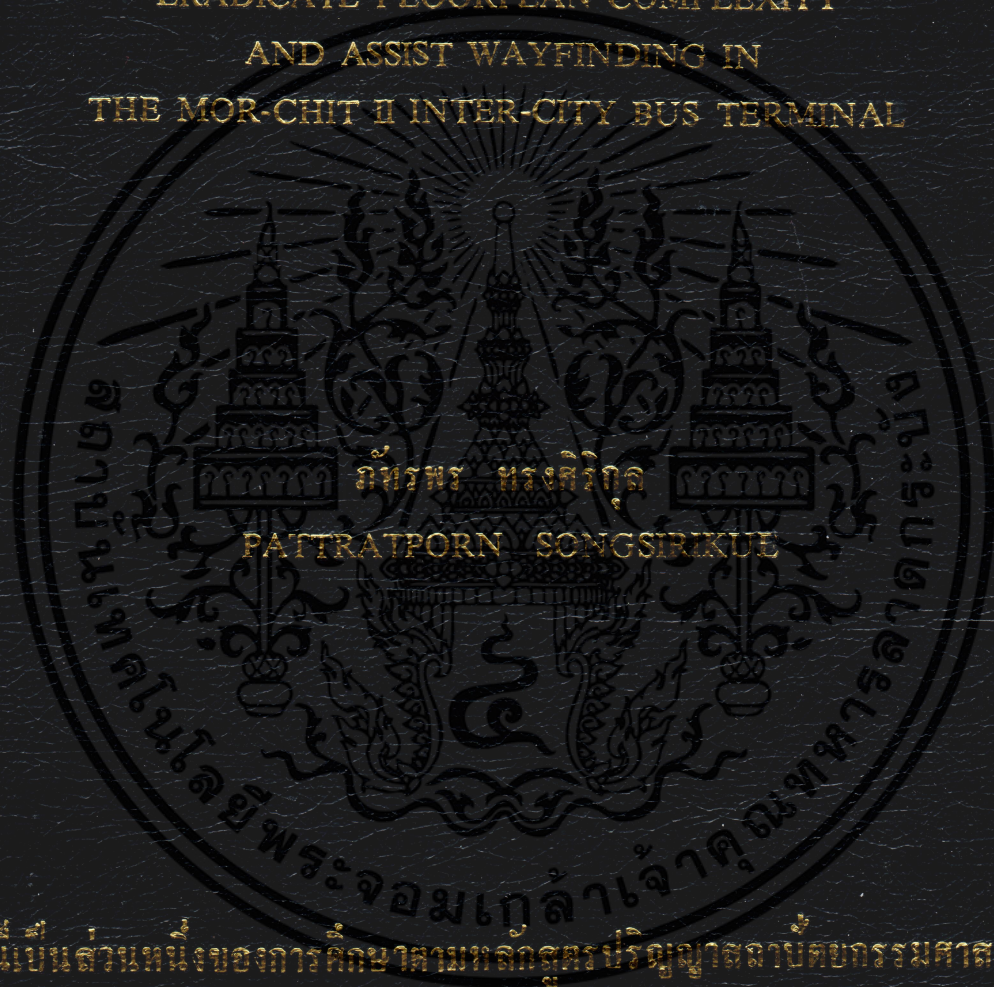 ERADICATE FLOORPLAN COMPLEXITY
AND ASSIST WAYFINDING IN
THE MOR-CHIT II INTER-CITY BUS TERMINAL
ภัทรพร ทรงศิริกุล
PATTRATPORN SONGSIRIKUL
สถาบันเทคโนโลยีพระจอมเกล้าเจ้าคุณทหารลาดกระบัง
นี้เป็นส่วนหนึ่งของการศึกษาตามหลักสูตรปริญญาสถาปัตยกรรมศาส